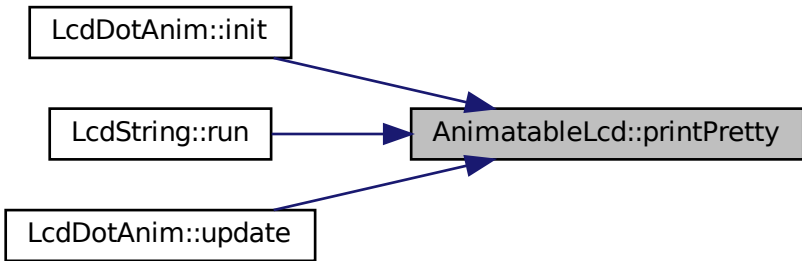 LcdDotAnim::init
LcdString::run
AnimatableLcd::printPretty
LcdDotAnim::update